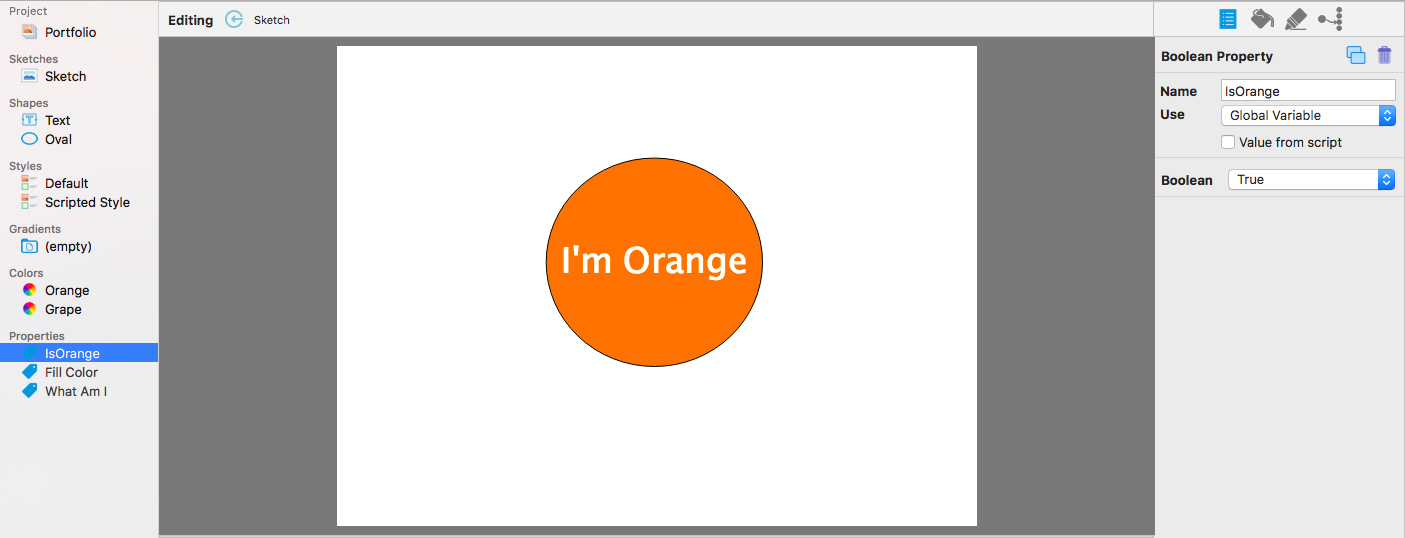 Project
Portfolio
Sketches
Sketch
Shapes
Text
Oval
Styles
Default
Scripted Style
Gradients
(empty)
Colors
Orange
Grape
Properties
IsOrange
Fill Color
What Am I
Editing Sketch
I'm Orange
Boolean Property
Name IsOrange
Use Global Variable
Value from script
Boolean True